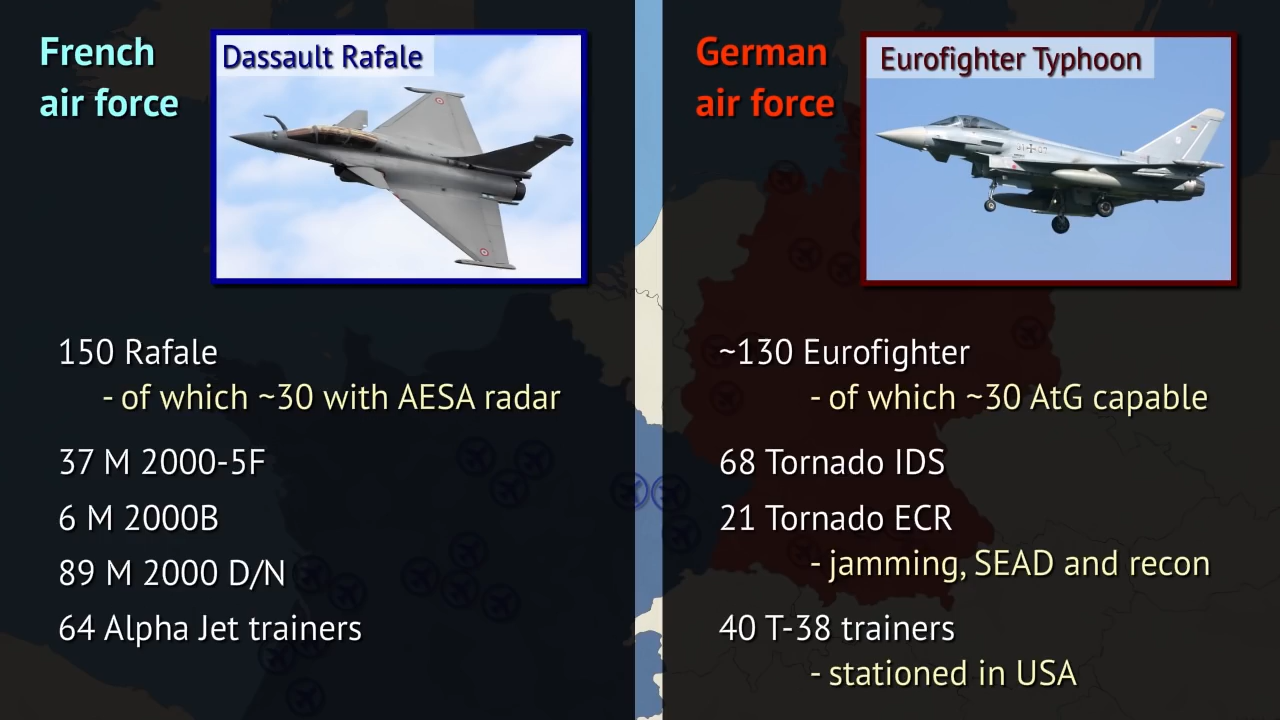 French
air force
Dassault Rafale
150 Rafale
- of which ~30 with AESA radar
37 M 2000-5F
6 M 2000B
89 M 2000 D/N
64 Alpha Jet trainers
German
air force
Eurofighter Typhoon
~130 Eurofighter
- of which ~30 AtG capable
68 Tornado IDS
21 Tornado ECR
- jamming, SEAD and recon
40 T-38 trainers
- stationed in USA